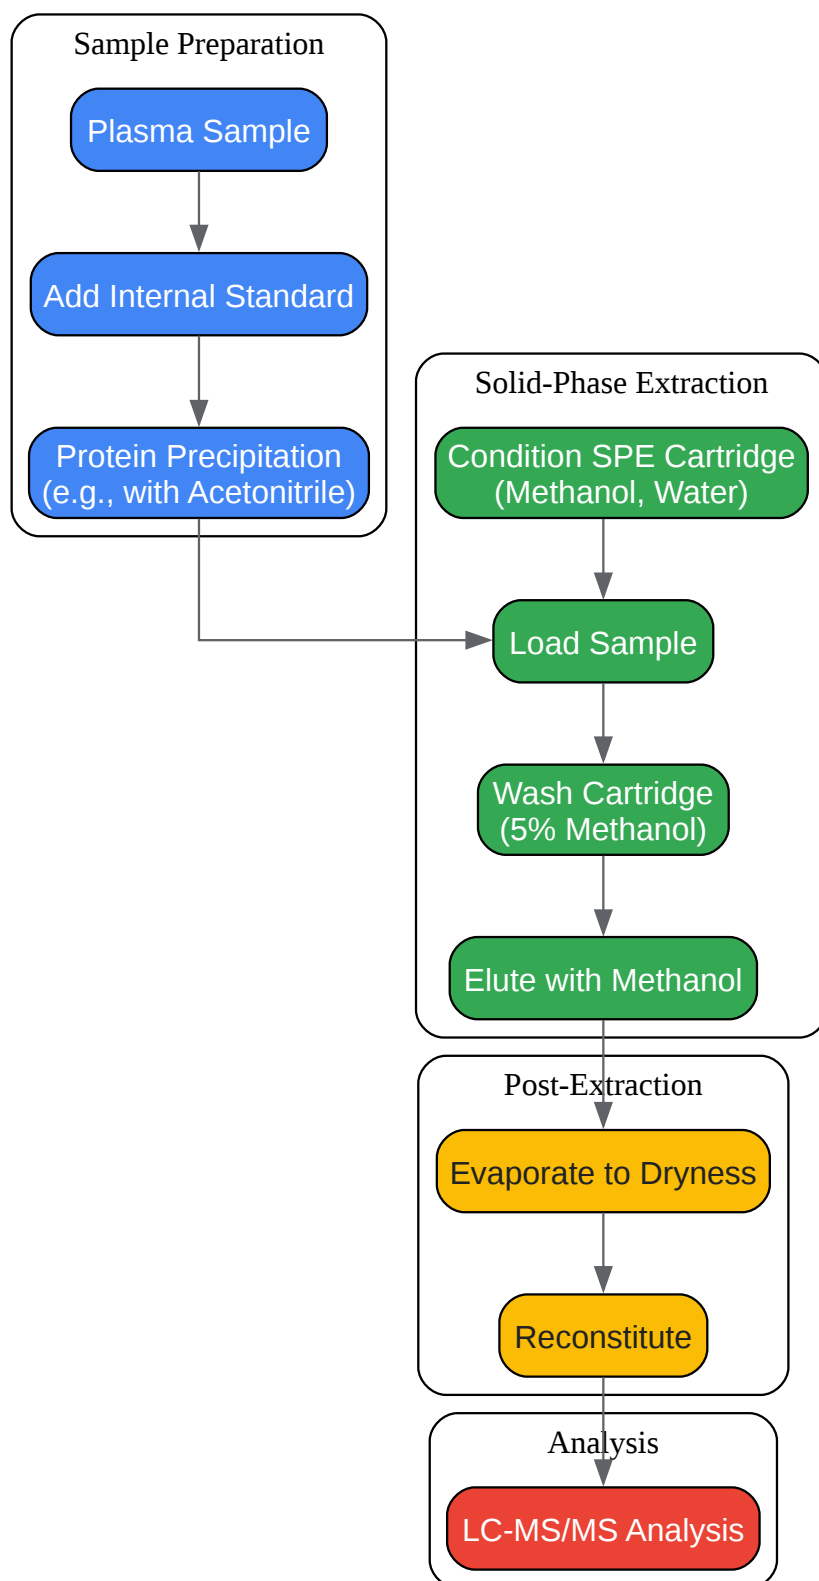 Sample Preparation
Plasma Sample
Add Internal Standard
Protein Precipitation
(e.g., with Acetonitrile)
Solid-Phase Extraction
Condition SPE Cartridge
(Methanol, Water)
Load Sample
Wash Cartridge
(5% Methanol)
Elute with Methanol
Post-Extraction
Evaporate to Dryness
Reconstitute
Analysis
LC-MS/MS Analysis